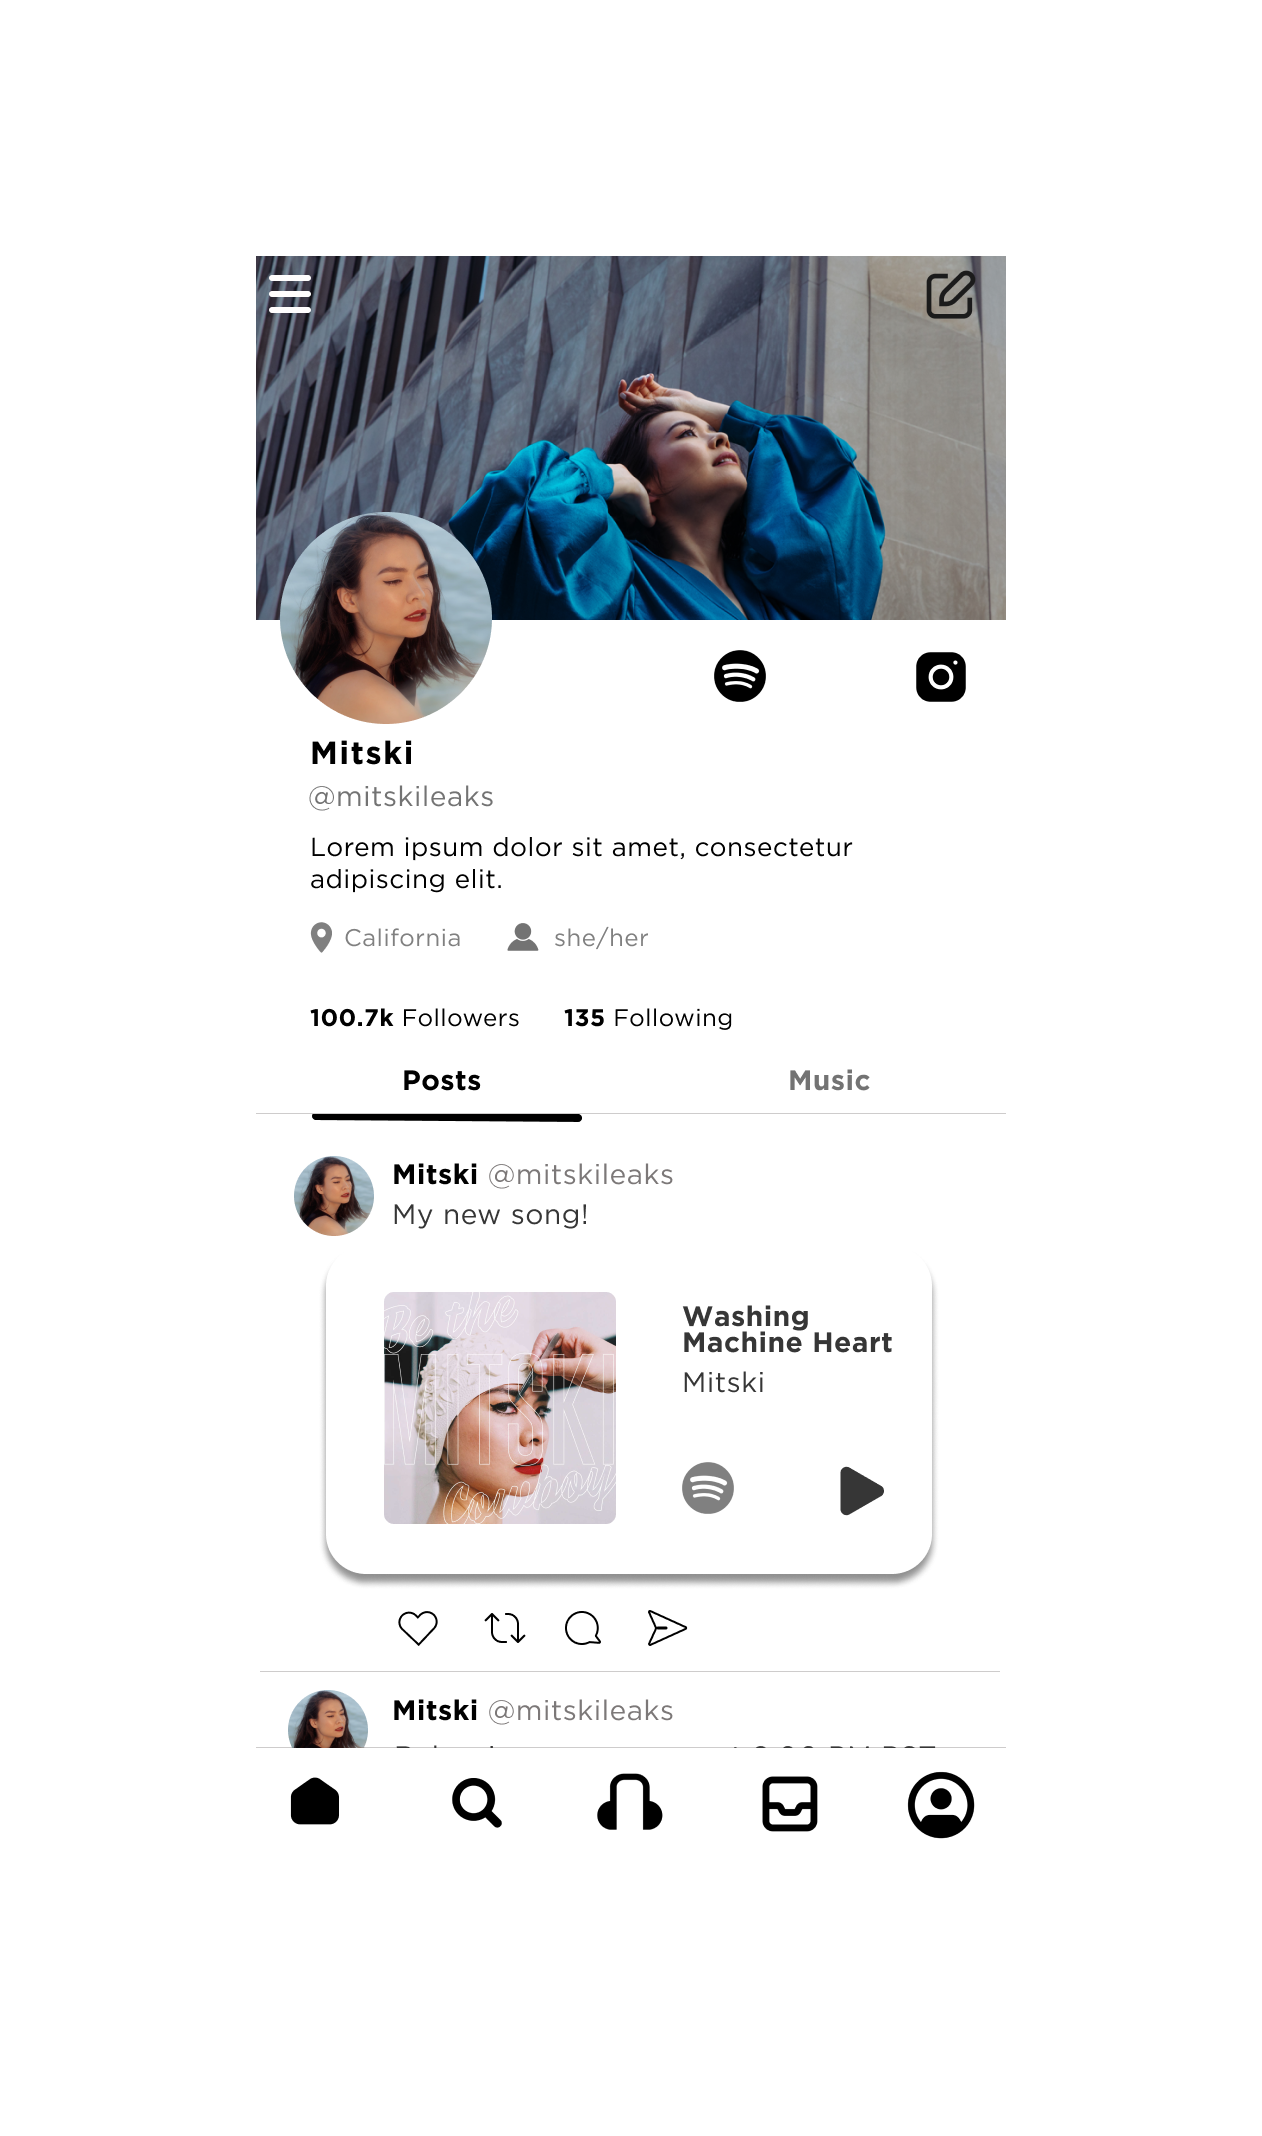 Mitski
@mitskileaks
Lorem ipsum dolor sit amet, consectetur
adipiscing elit.
California she/her
100.7k Followers 135 Following
Posts Music
Mitski @mitskileaks
My new song!
Be the
MITSKI
Cowboy
Washing
Machine Heart
Mitski
Mitski @mitskileaks